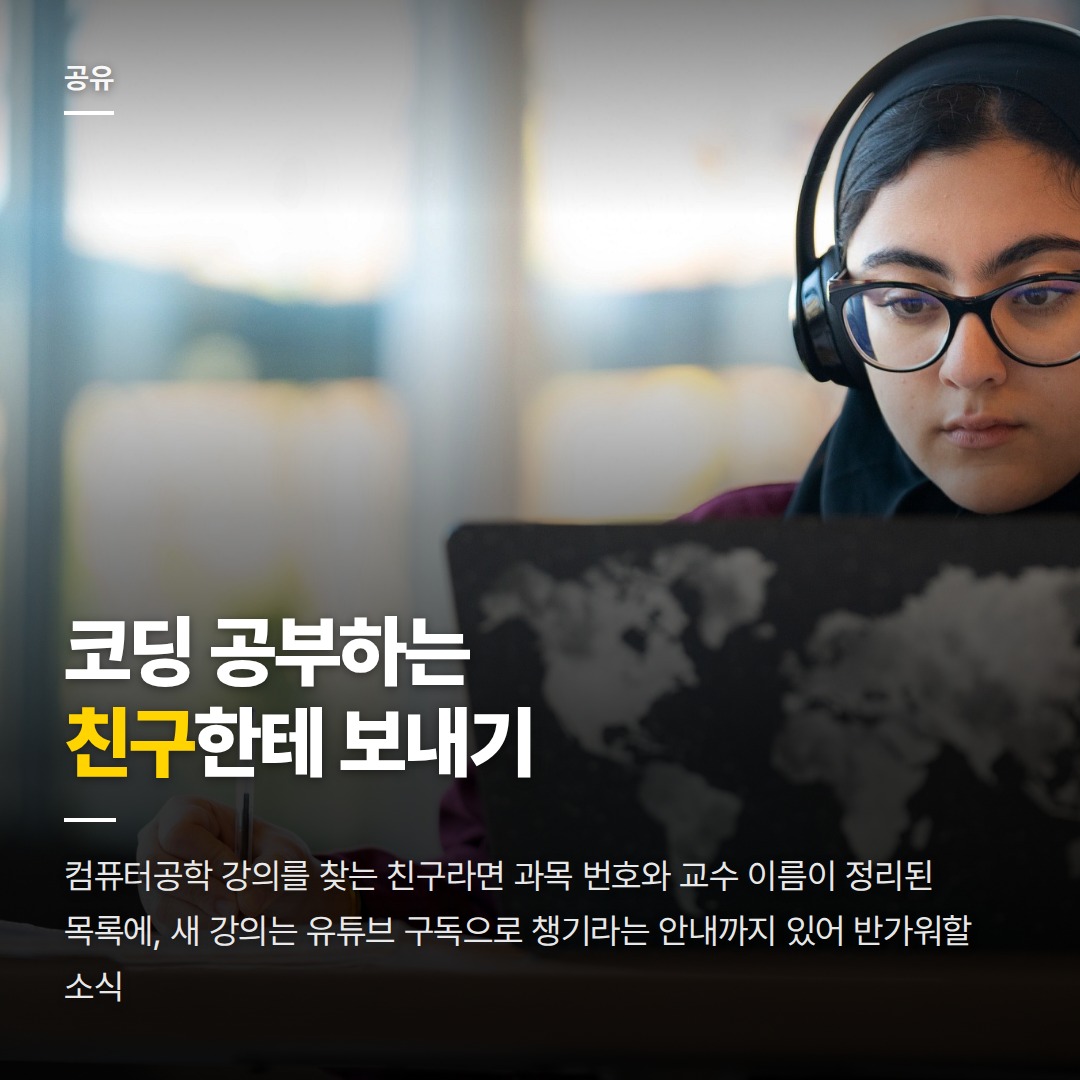 공유
코딩 공부하는
친구한테 보내기
컴퓨터공학 강의를 찾는 친구라면 과목 번호와 교수 이름이 정리된
목록에, 새 강의는 유튜브 구독으로 챙기라는 안내까지 있어 반가워할
소식